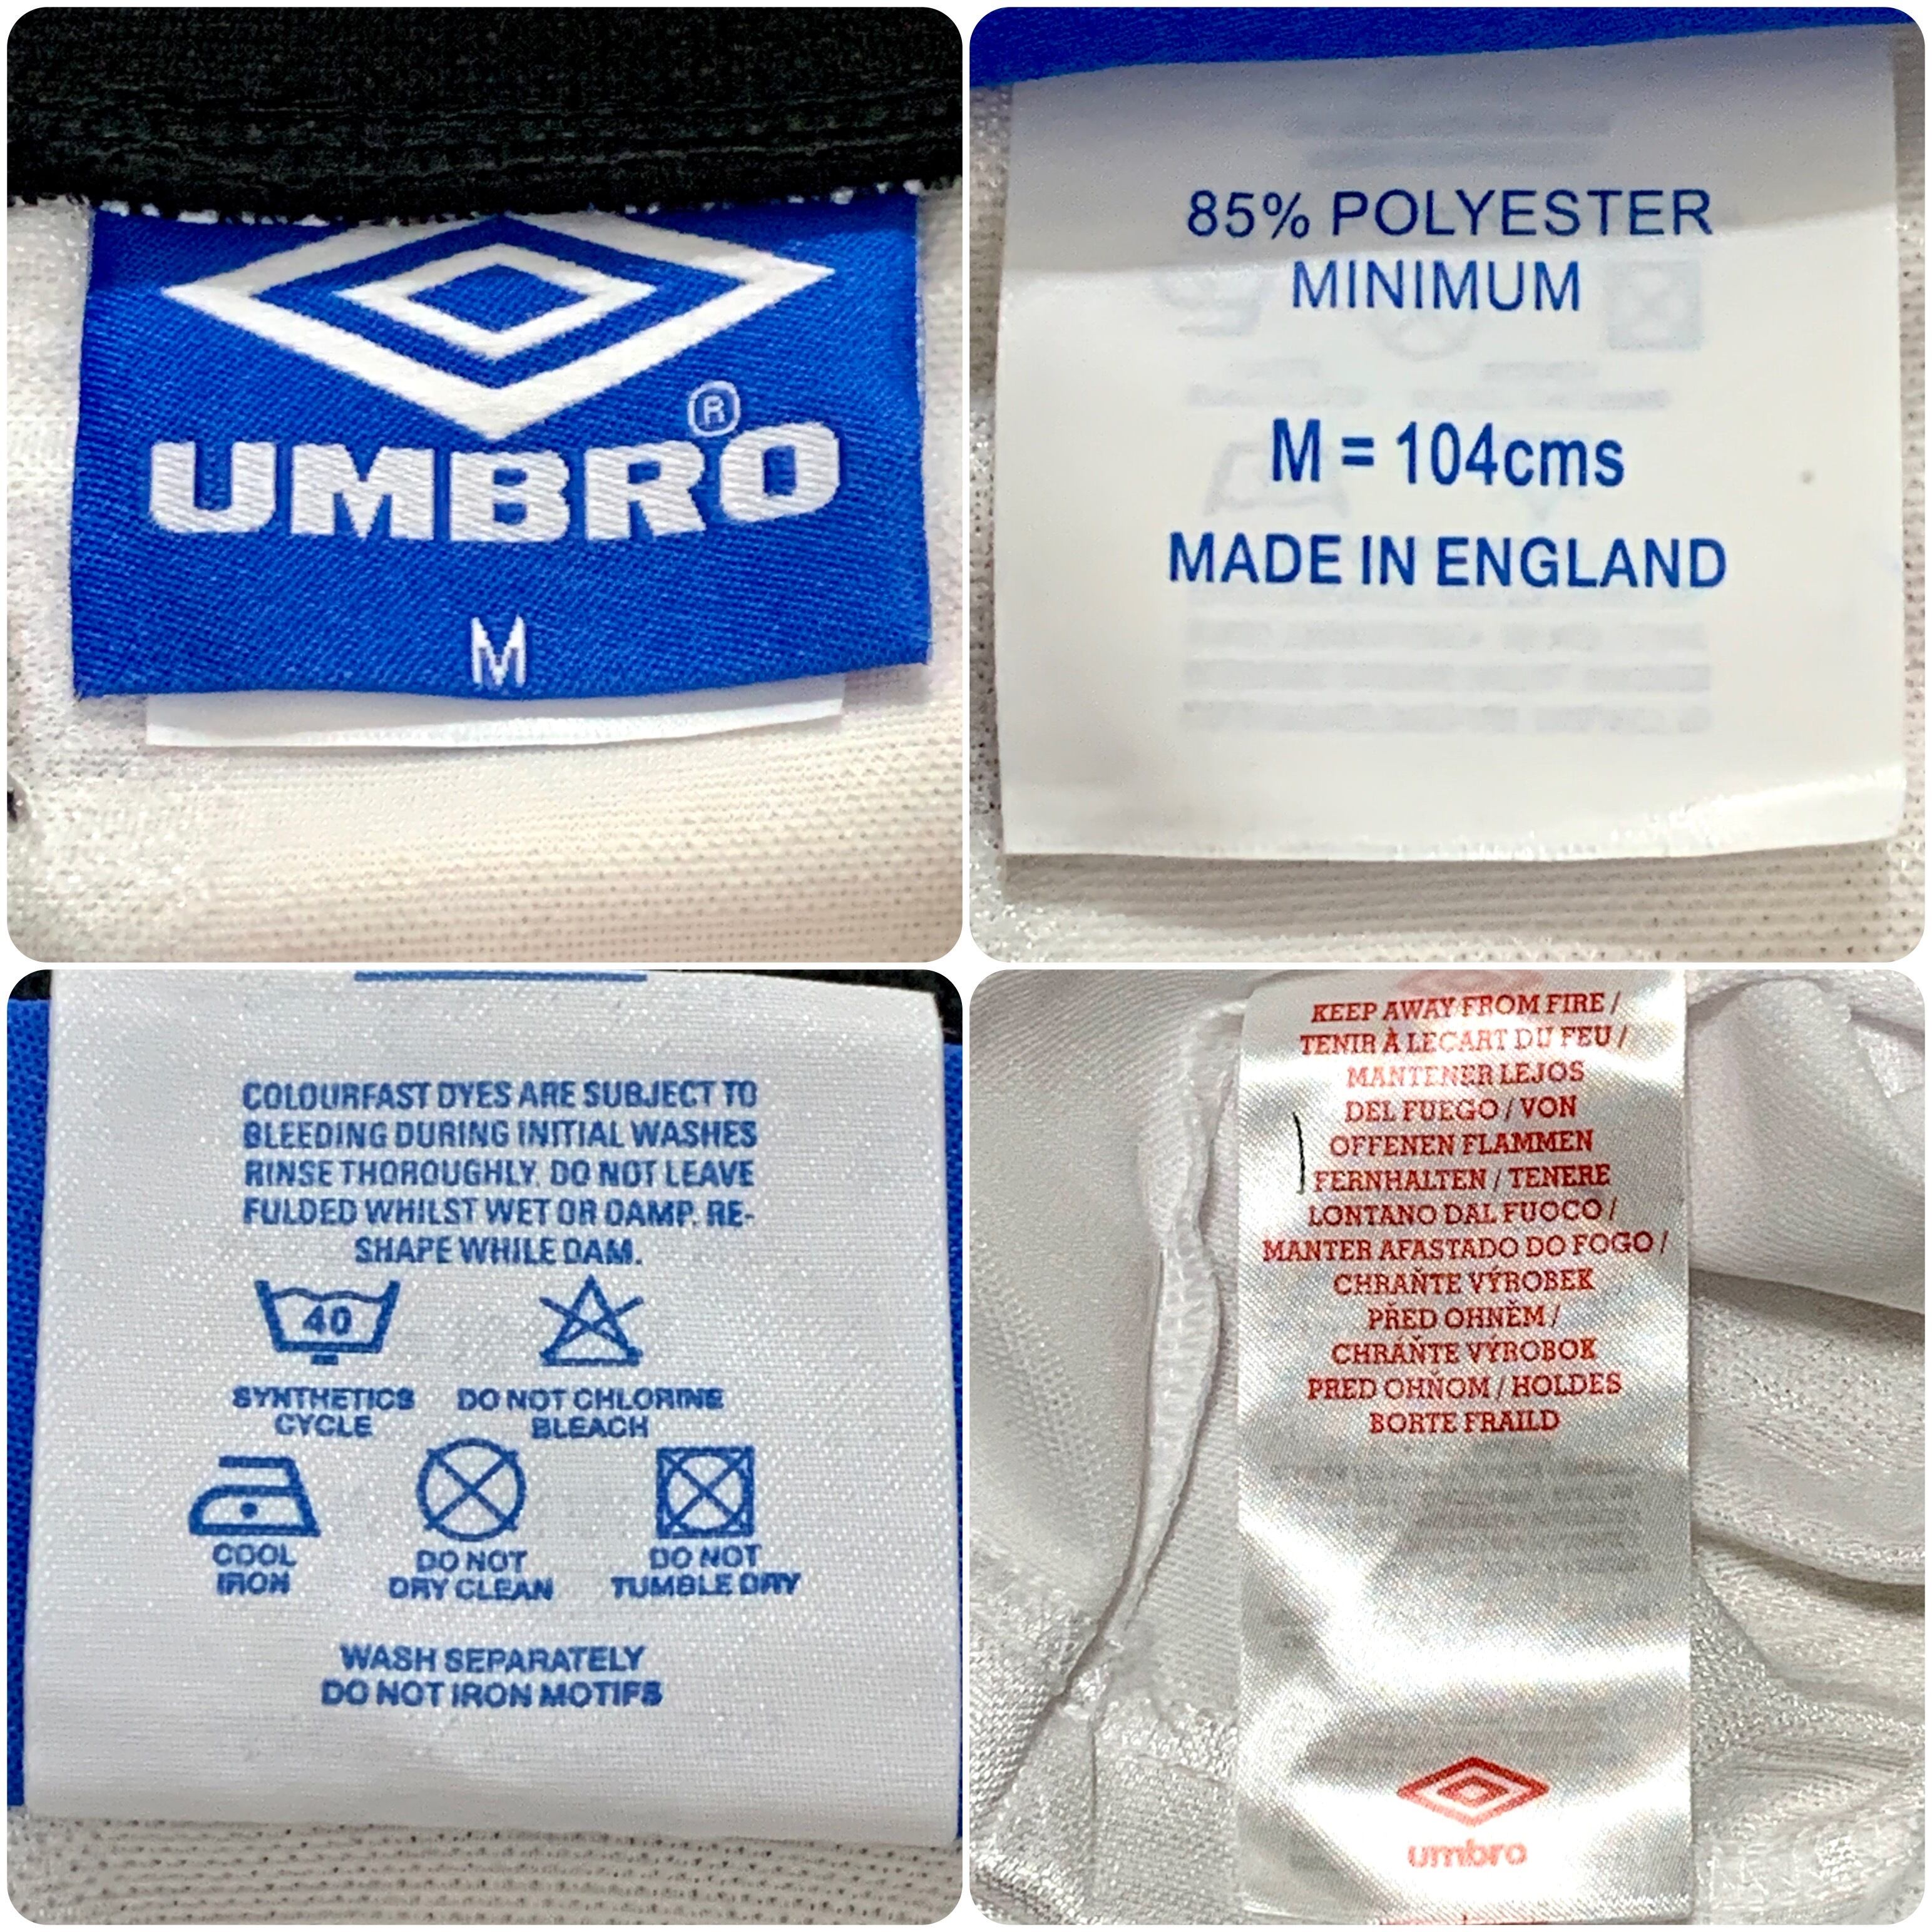 UMBRO
®
M
85% POLYESTER
MINIMUM
M = 104cms
MADE IN ENGLAND
COLOURFAST DYES ARE SUBJECT TO
BLEEDING DURING INITIAL WASHES
RINSE THOROUGHLY. DO NOT LEAVE
FULDED WHILST WET OR DAMP. RE-
SHAPE WHILE DAM.
40
SYNTHETICS DO NOT CHLORINE
CYCLE BLEACH
COOL DO NOT DO NOT
IRON DRY CLEAN TUMBLE DRY
WASH SEPARATELY
DO NOT IRON MOTIFS
KEEP AWAY FROM FIRE /
TENIR À LECART DU FEU /
MANTENER LEJOS
DEL FUEGO / VON
OFFENEN FLAMMEN
FERNHALTEN / TENERE
LONTANO DAL FUOCO /
MANTER AFASTADO DO FOGO /
CHRAŇTE VÝROBEK
PŘED OHNĚM /
CHRÁŇTE VÝROBOK
PRED OHŇOM / HOLDES
BORTE FRAILD
umbro